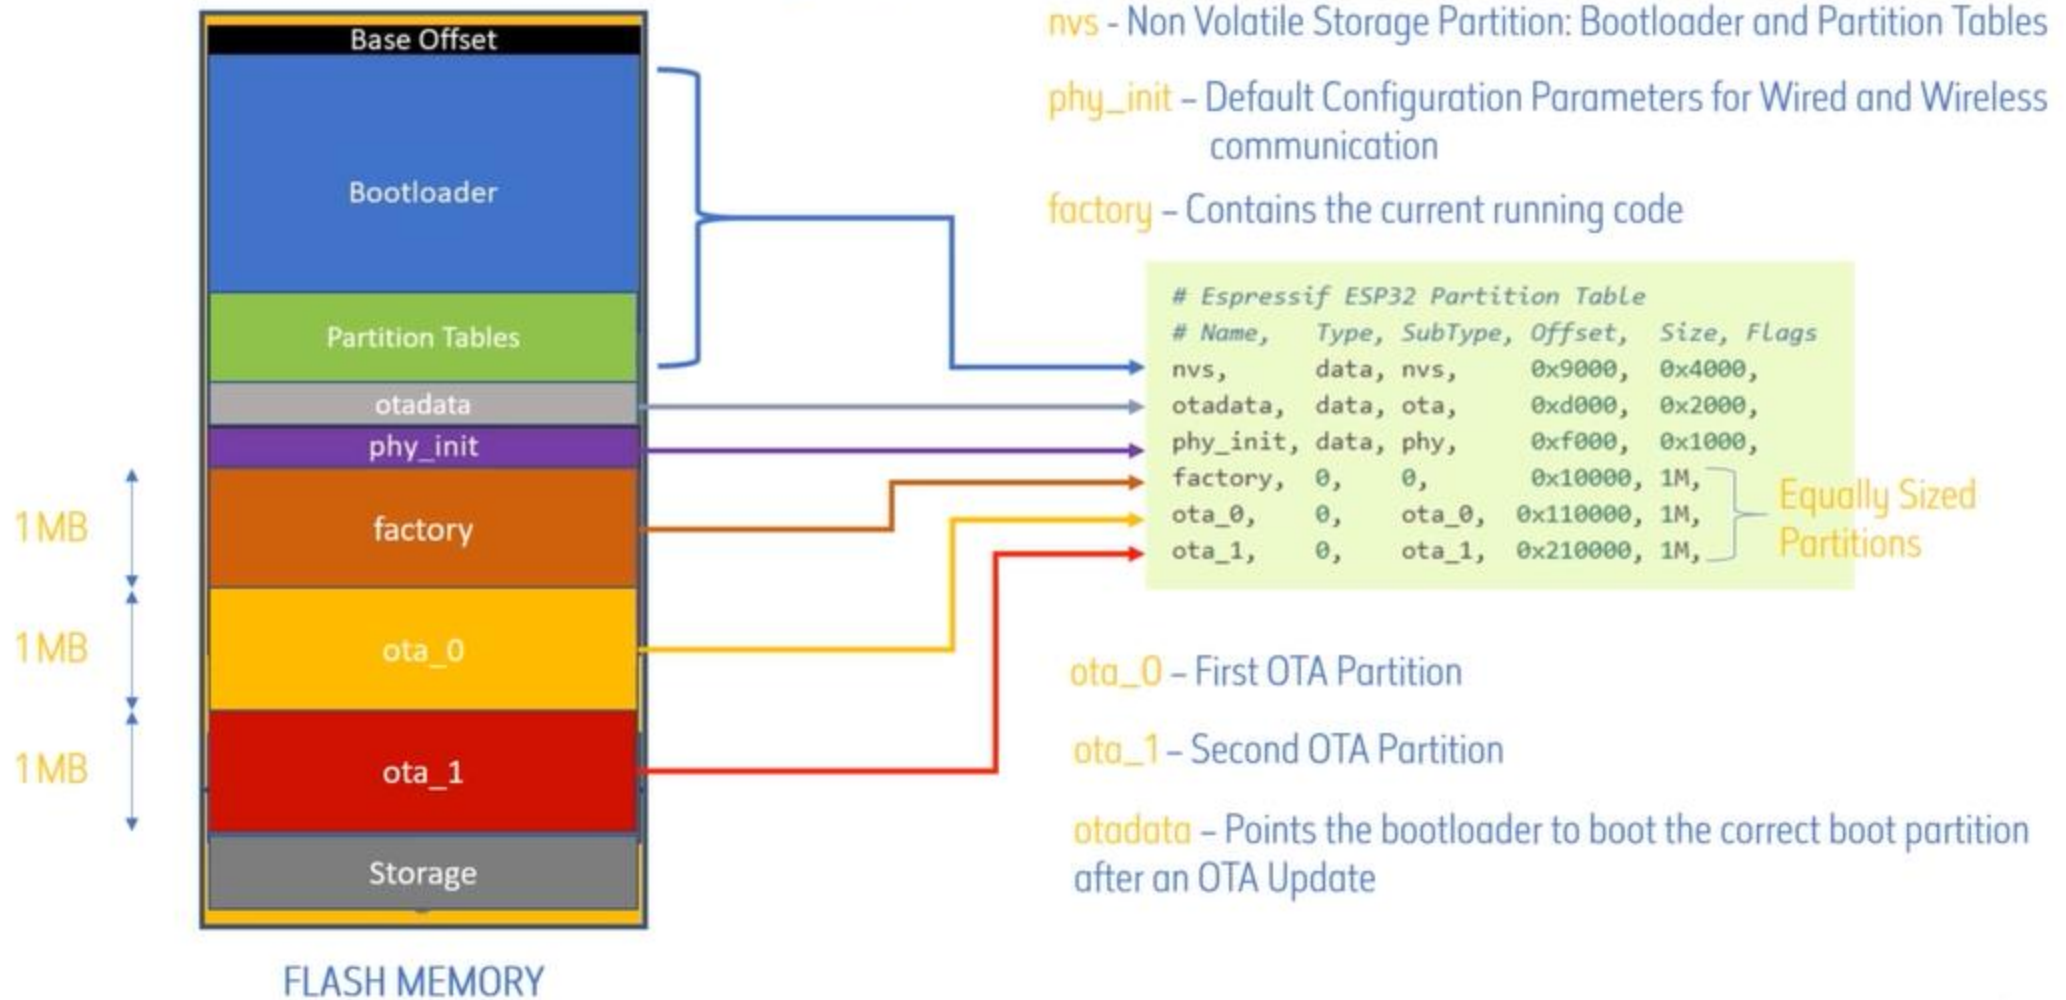 Base Offset
Bootloader
Partition Tables
otadata
phy_init
factory
ota_0
ota_1
Storage
1 MB
1 MB
1 MB
FLASH MEMORY
nvs - Non Volatile Storage Partition: Bootloader and Partition Tables
phy_init – Default Configuration Parameters for Wired and Wireless
communication
factory – Contains the current running code
# Espressif ESP32 Partition Table
# Name, Type, SubType, Offset, Size, Flags
nvs, data, nvs, 0x9000, 0x4000,
otadata, data, ota, 0xd000, 0x2000,
phy_init, data, phy, 0xf000, 0x1000,
factory, 0, 0, 0x10000, 1M,
ota_0, 0, ota_0, 0x110000, 1M,
ota_1, 0, ota_1, 0x210000, 1M,
Equally Sized
Partitions
ota_0 – First OTA Partition
ota_1 – Second OTA Partition
otadata – Points the bootloader to boot the correct boot partition
after an OTA Update